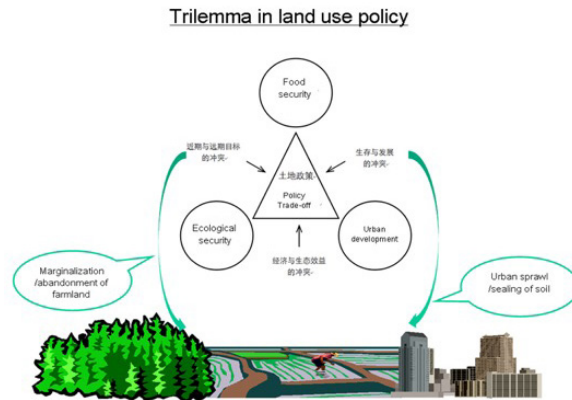 Trilemma in land use policy
Food
security
近期与远期目标
的冲突
生存与发展
的冲突
土地政策
Policy
Trade-off
Ecological
security
Urban
development
经济与生态效益
的冲突
Marginalization
/abandonment of
farmland
Urban sprawl
/sealing of soil